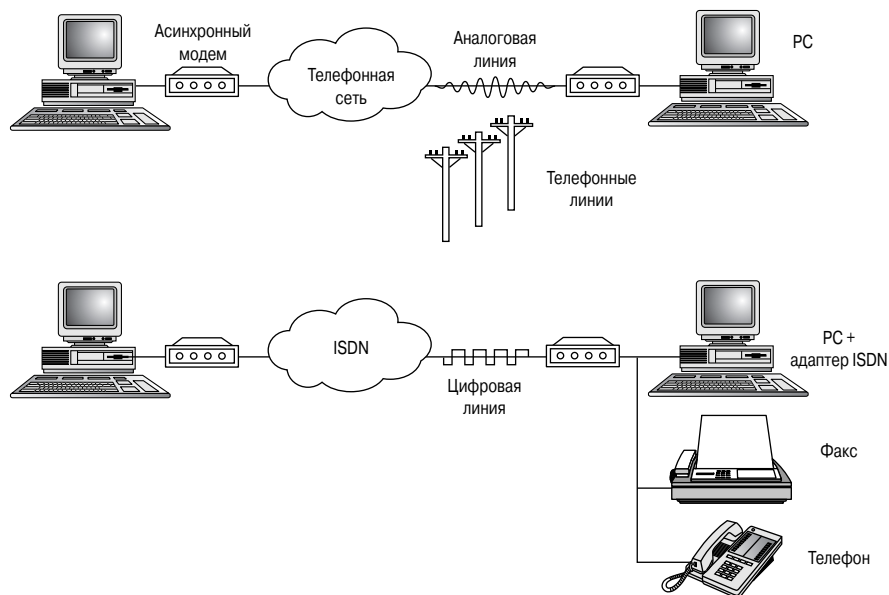 Асинхронный
модем
Телефонная
сеть
Аналоговая
линия
PC
Телефонные
линии
ISDN
Цифровая
линия
PC +
адаптер ISDN
Факс
Телефон